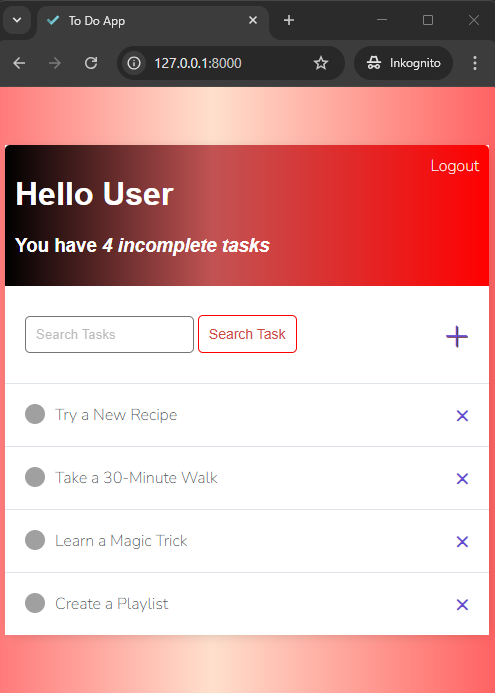 To Do App
127.0.0.1:8000
Inkognito
Logout
Hello User
You have 4 incomplete tasks
Search Tasks
Search Task
Try a New Recipe
Take a 30-Minute Walk
Learn a Magic Trick
Create a Playlist